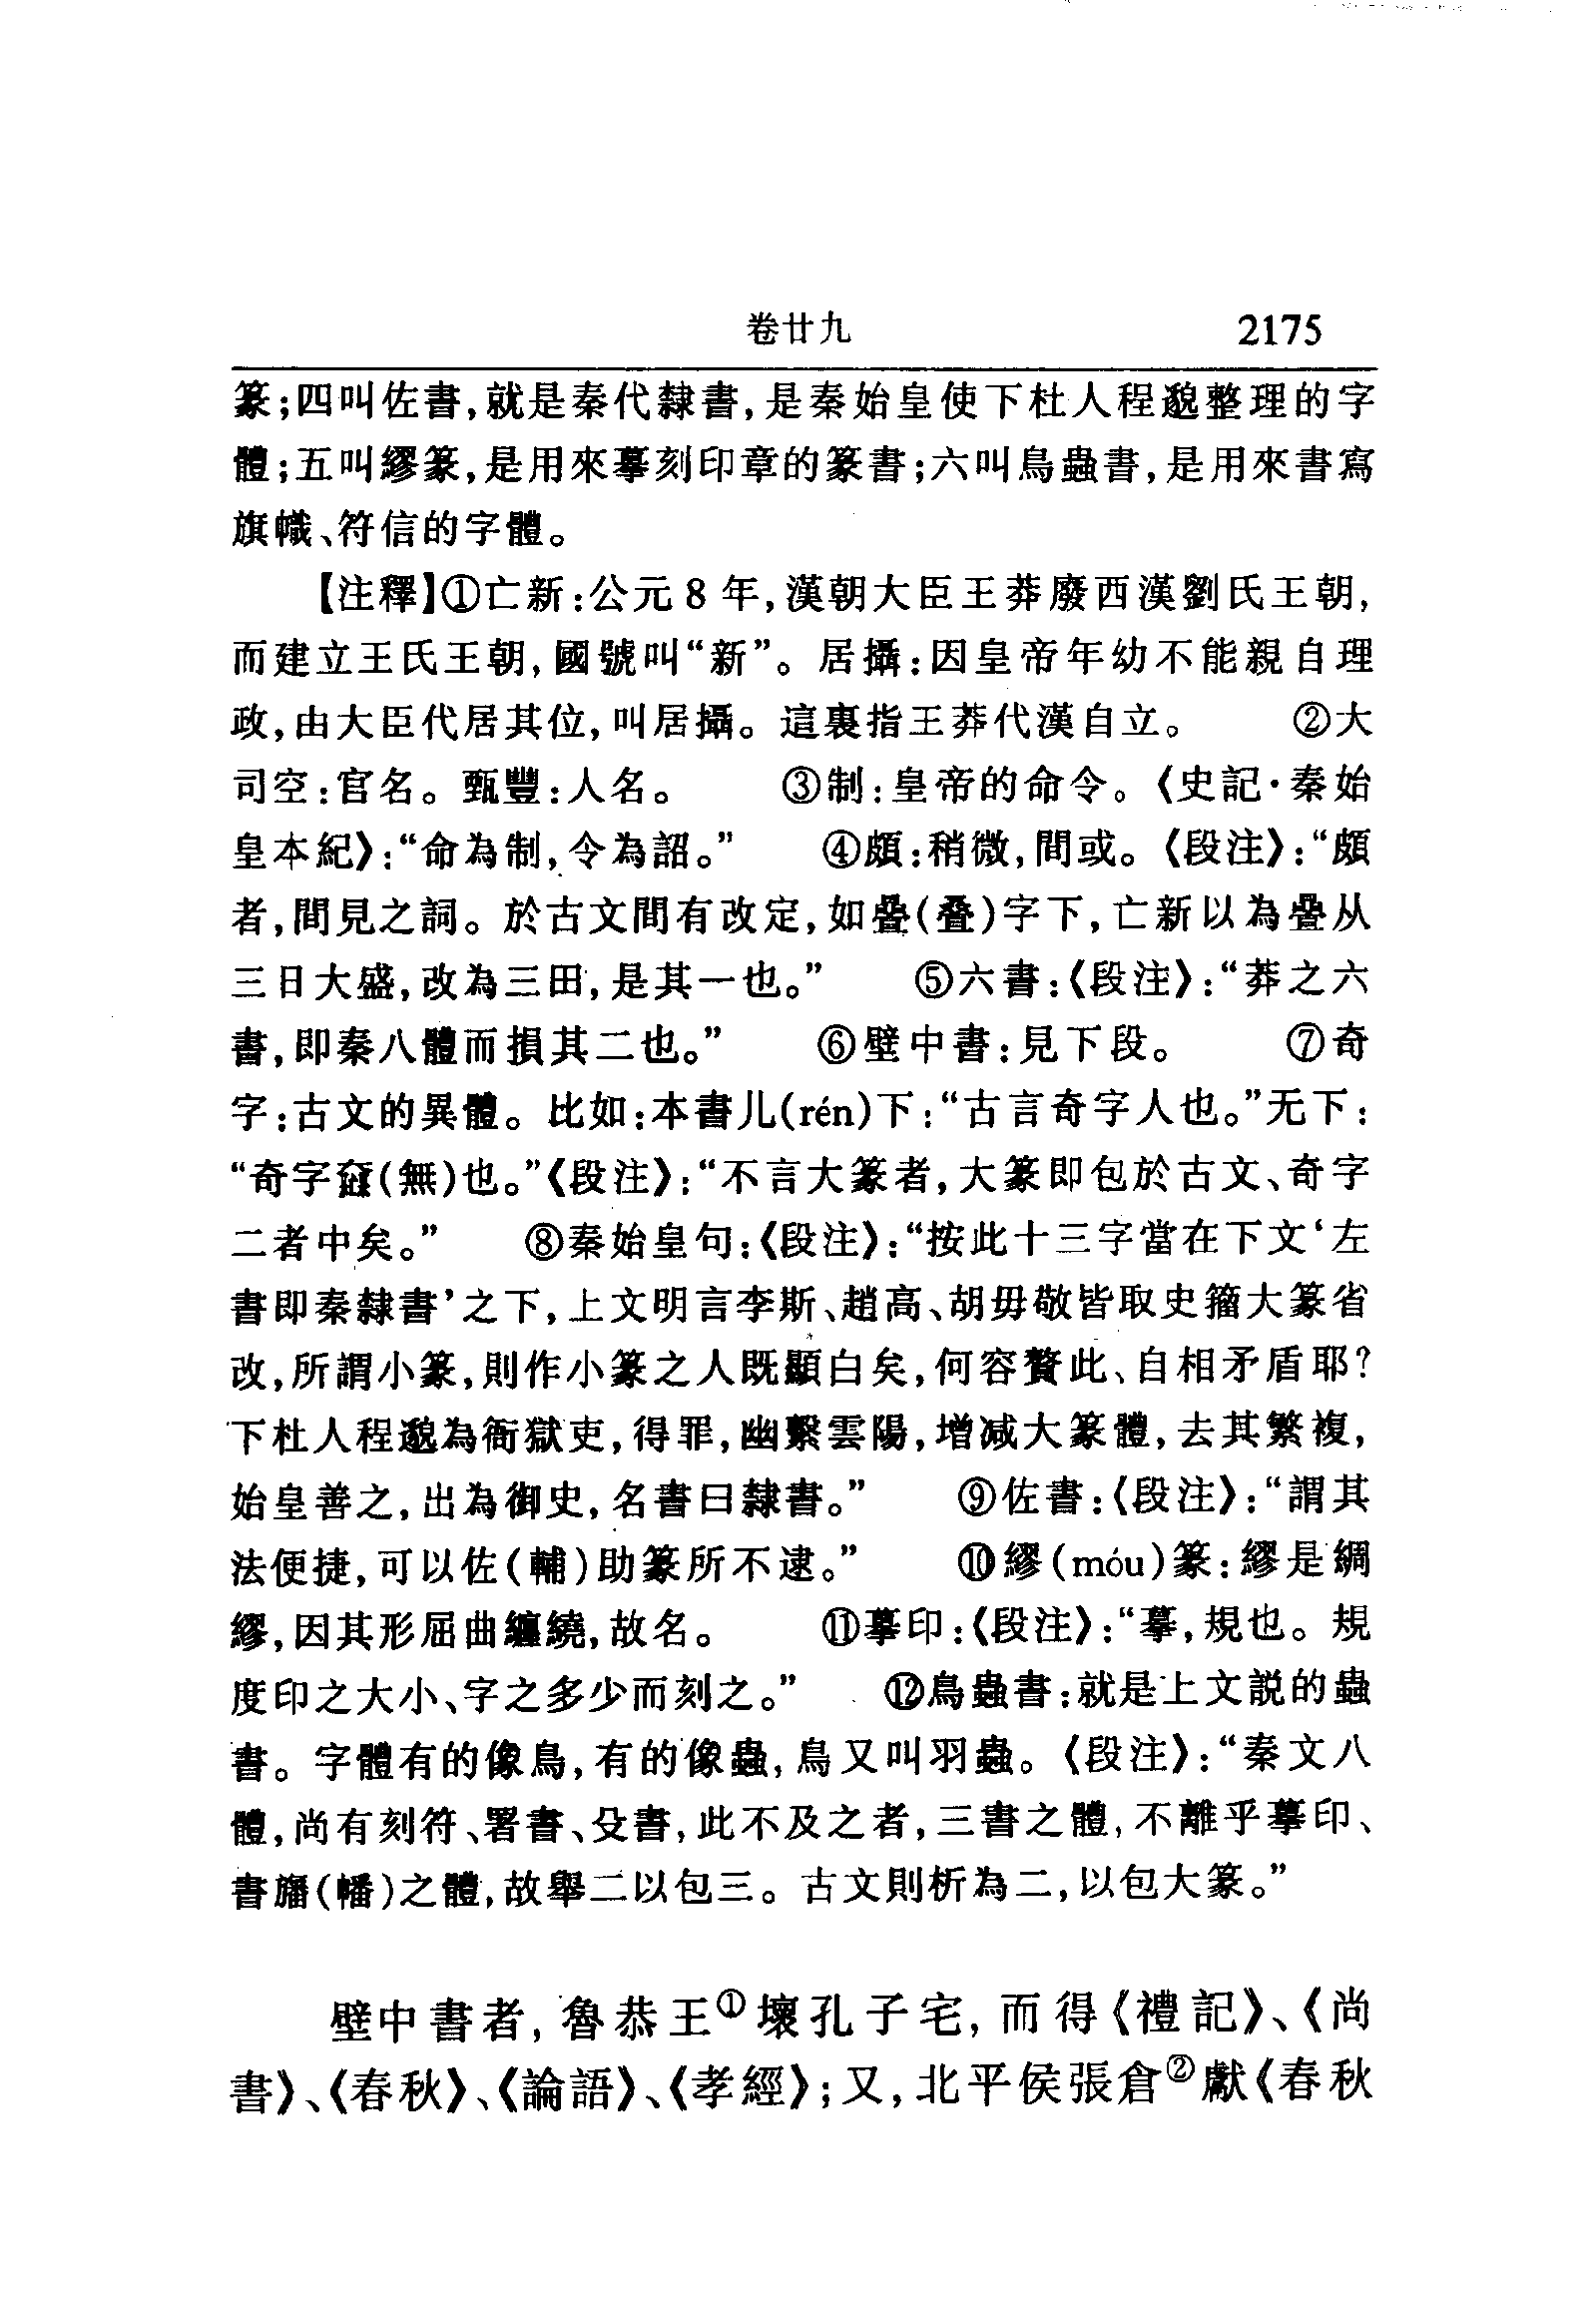 卷廿九 2175
篆；四叫佐書，就是秦代隸書，是秦始皇使下杜人程邈整理的字
體；五叫繆篆，是用來摹刻印章的篆書；六叫鳥蟲書，是用來書寫
旗幟、符信的字體。
【注釋】①亡新：公元8年，漢朝大臣王莽廢西漢劉氏王朝，
而建立王氏王朝，國號叫“新”。居攝：因皇帝年幼不能親自理
政，由大臣代居其位，叫居攝。這裏指王莽代漢自立。 ②大
司空：官名。甄豐：人名。 ③制：皇帝的命令。《史記·秦始
皇本紀》：“命為制，令為詔。” ④頗：稍微，間或。《段注》：“頗
者，間見之詞。於古文間有改定，如疊(叠)字下，亡新以為疊从
三日大盛，改為三田，是其一也。” ⑤六書：《段注》：“莽之六
書，即秦八體而損其二也。” ⑥壁中書：見下段。 ⑦奇
字：古文的異體。比如：本書儿(rén)下：“古言奇字人也。”无下：
“奇字(無)也。”《段注》：“不言大篆者，大篆即包於古文、奇字
二者中矣。” ⑧秦始皇句：《段注》：“按此十三字當在下文‘左
書即秦隸書’之下，上文明言李斯、趙高、胡毋敬皆取史籀大篆省
改，所謂小篆，則作小篆之人既顯白矣，何容贅此、自相矛盾耶？
下杜人程邈為衙獄吏，得罪，幽繫雲陽，增减大篆體，去其繁複，
始皇善之，出為御史，名書曰隸書。” ⑨佐書：《段注》：“謂其
法便捷，可以佐(輔)助篆所不逮。” ⑩繆(móu)篆：繆是綢
繆，因其形屈曲纏繞，故名。 ⑪摹印：《段注》：“摹，規也。規
度印之大小、字之多少而刻之。” ⑫鳥蟲書：就是上文説的蟲
書。字體有的像鳥，有的像蟲，鳥又叫羽蟲。《段注》：“秦文八
體，尚有刻符、署書、殳書，此不及之者，三書之體，不離乎摹印、
書旛(幡)之體，故舉二以包三。古文則析為二，以包大篆。”
壁中書者，魯恭王①壞孔子宅，而得《禮記》、《尚
書》、《春秋》、《論語》、《孝經》；又，北平侯張倉②獻《春秋